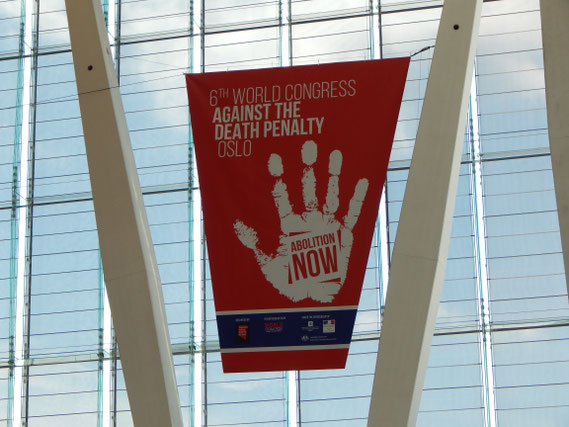 6TH WORLD CONGRESS
AGAINST THE
DEATH PENALTY
OSLO
ABOLITION
NOW